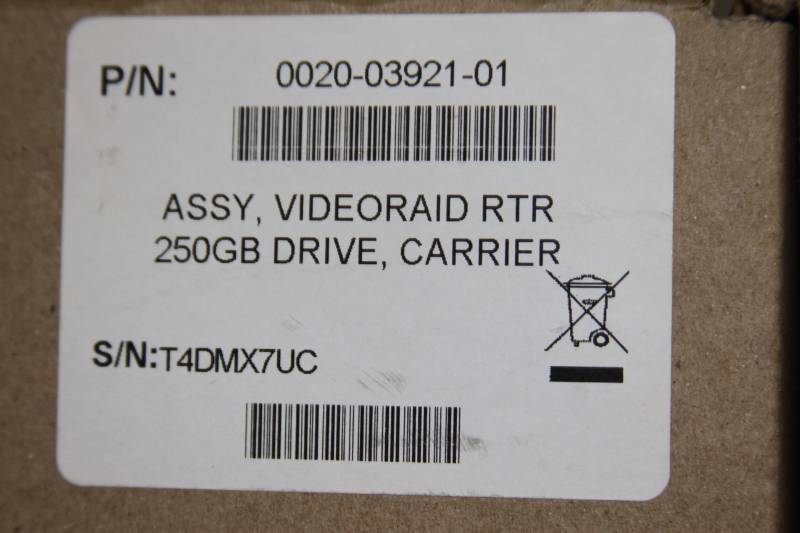 P/N: 0020-03921-01
ASSY, VIDEORAID RTR
250GB DRIVE, CARRIER
S/N:T4DMX7UC